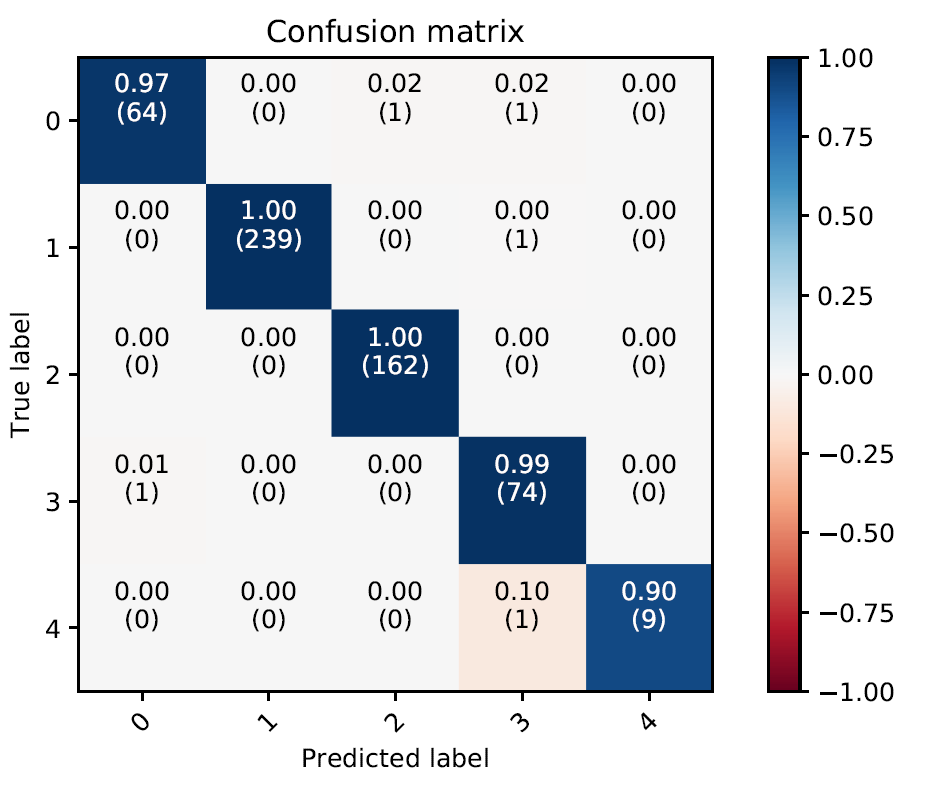 Confusion matrix
0.97 0.00 0.02 0.02 0.00
(64) (0) (1) (1) (0)
0
0.00 1.00 0.00 0.00 0.00
(0) (239) (0) (1) (0)
1
0.00 0.00 1.00 0.00 0.00
(0) (0) (162) (0) (0)
2
0.01 0.00 0.00 0.99 0.00
(1) (0) (0) (74) (0)
3
0.00 0.00 0.00 0.10 0.90
(0) (0) (0) (1) (9)
4
True label
0 1 2 3 4
Predicted label
1.00
0.75
0.50
0.25
0.00
−0.25
−0.50
−0.75
−1.00